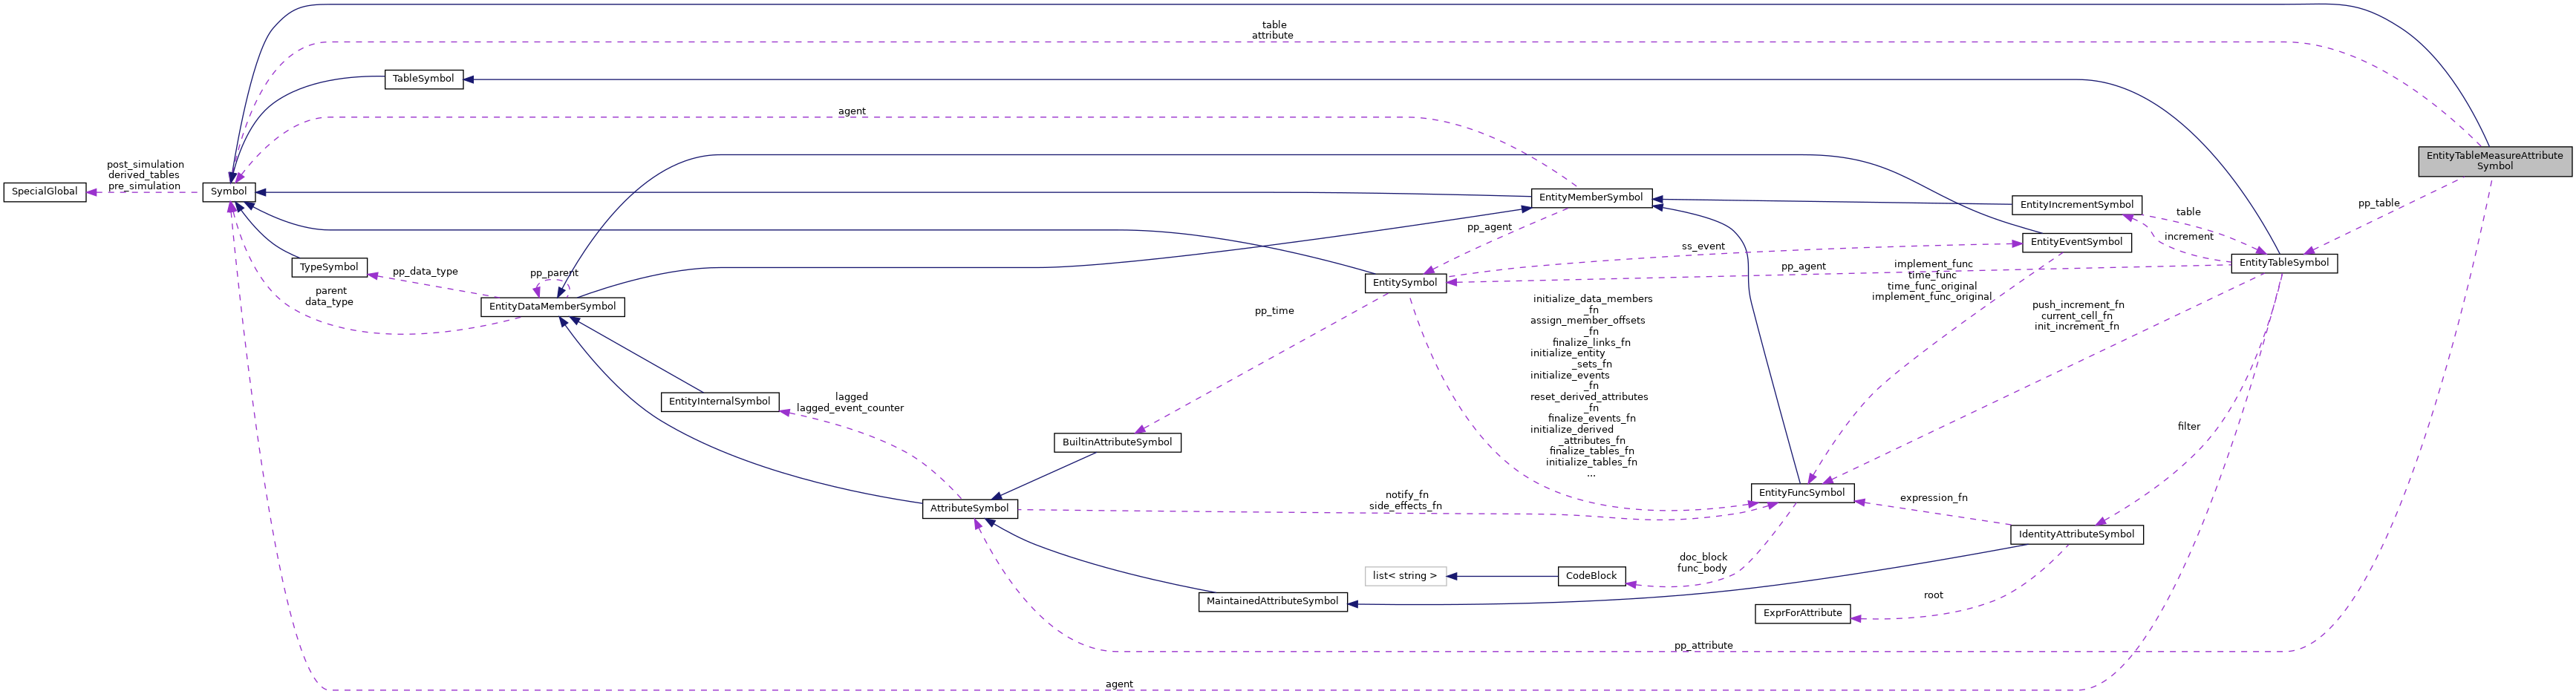 table
attribute
TableSymbol
agent
EntityTableMeasureAttribute
Symbol
post_simulation
derived_tables
pre_simulation
SpecialGlobal
Symbol
EntityMemberSymbol
EntityIncrementSymbol
pp_table
table
increment
pp_agent
EntityEventSymbol
ss_event
EntityTableSymbol
TypeSymbol
pp_data_type
pp_parent
pp_agent
implement_func
time_func
time_func_original
implement_func_original
EntitySymbol
parent
data_type
EntityDataMemberSymbol
pp_time
initialize_data_members
_fn
assign_member_offsets
_fn
finalize_links_fn
initialize_entity
_sets_fn
initialize_events
_fn
reset_derived_attributes
_fn
finalize_events_fn
initialize_derived
_attributes_fn
finalize_tables_fn
initialize_tables_fn
...
push_increment_fn
current_cell_fn
init_increment_fn
EntityInternalSymbol
lagged
lagged_event_counter
filter
BuiltinAttributeSymbol
EntityFuncSymbol
expression_fn
notify_fn
side_effects_fn
AttributeSymbol
IdentityAttributeSymbol
doc_block
func_body
list< string >
CodeBlock
MaintainedAttributeSymbol
root
ExprForAttribute
pp_attribute
agent